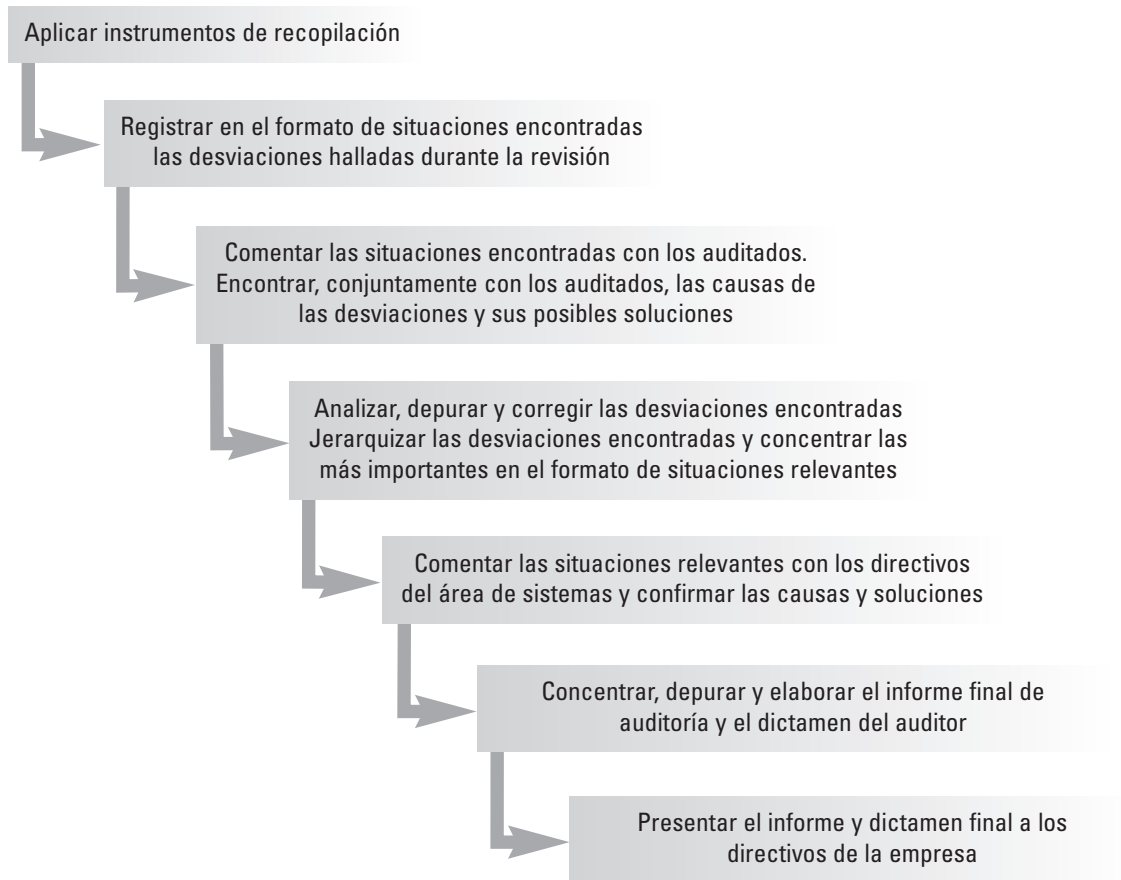 Aplicar instrumentos de recopilación
Registrar en el formato de situaciones encontradas
las desviaciones halladas durante la revisión
Comentar las situaciones encontradas con los auditados.
Encontrar, conjuntamente con los auditados, las causas de
las desviaciones y sus posibles soluciones
Analizar, depurar y corregir las desviaciones encontradas
Jerarquizar las desviaciones encontradas y concentrar las
más importantes en el formato de situaciones relevantes
Comentar las situaciones relevantes con los directivos
del área de sistemas y confirmar las causas y soluciones
Concentrar, depurar y elaborar el informe final de
auditoría y el dictamen del auditor
Presentar el informe y dictamen final a los
directivos de la empresa